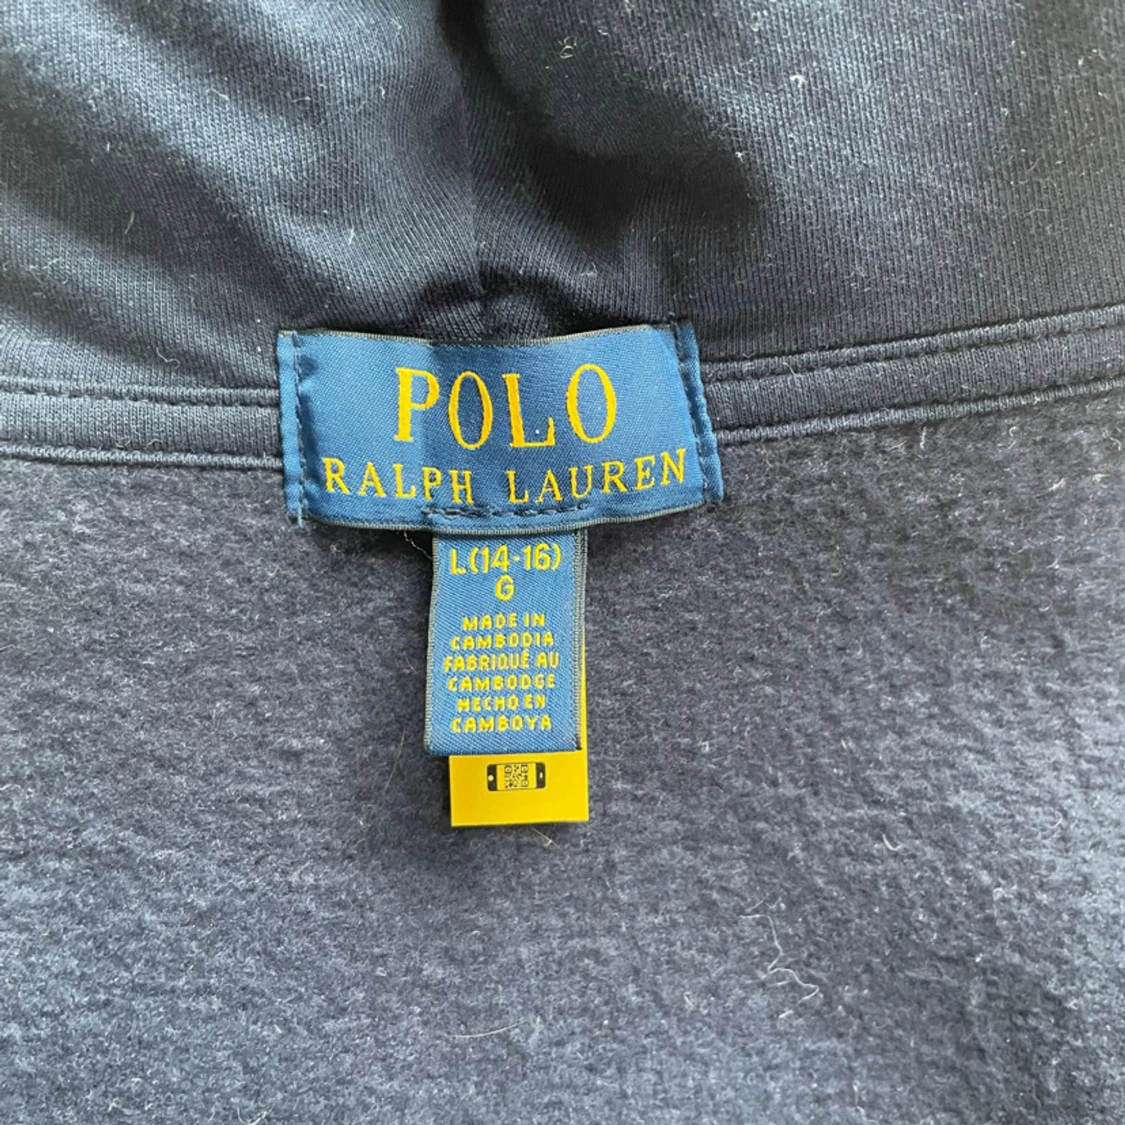 POLO
RALPH LAUREN
L(14-16)
G
MADE IN
CAMBODIA
FABRIQUÉ AU
CAMBODGE
HECHO EN
CAMBOYA